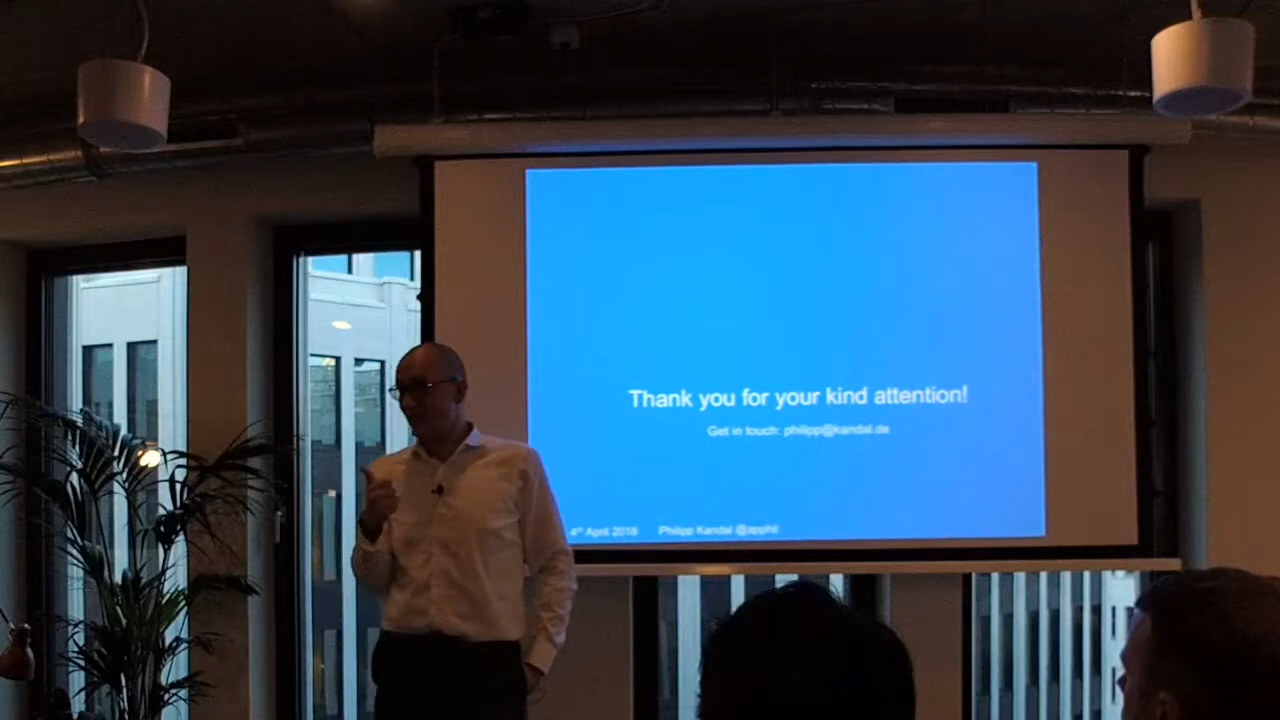 Thank you for your kind attention!
Get in touch: philipp@kandal.de
4th April 2018 Philipp Kandal @apphil